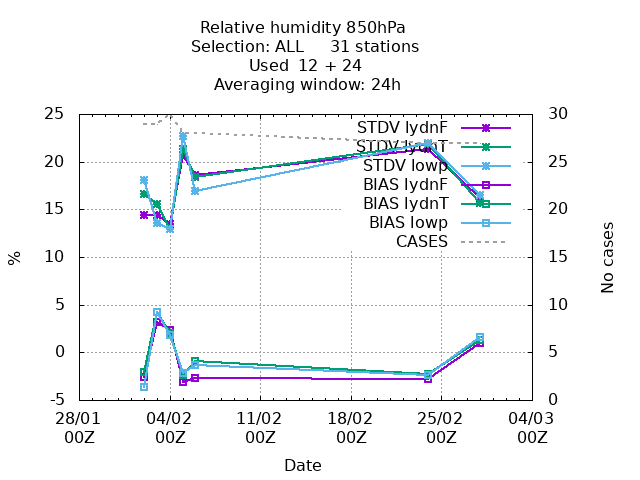 Relative humidity 850hPa
Selection: ALL 31 stations
Used 12 + 24
Averaging window: 24h
25
20
15
10
5
0
-5
%
30
25
20
15
10
5
0
No cases
STDV lydnF
STDV lydnT
STDV lowp
BIAS lydnF
BIAS lydnT
BIAS lowp
CASES
28/01 04/02 11/02 18/02 25/02 04/03
00Z 00Z 00Z 00Z 00Z 00Z
Date